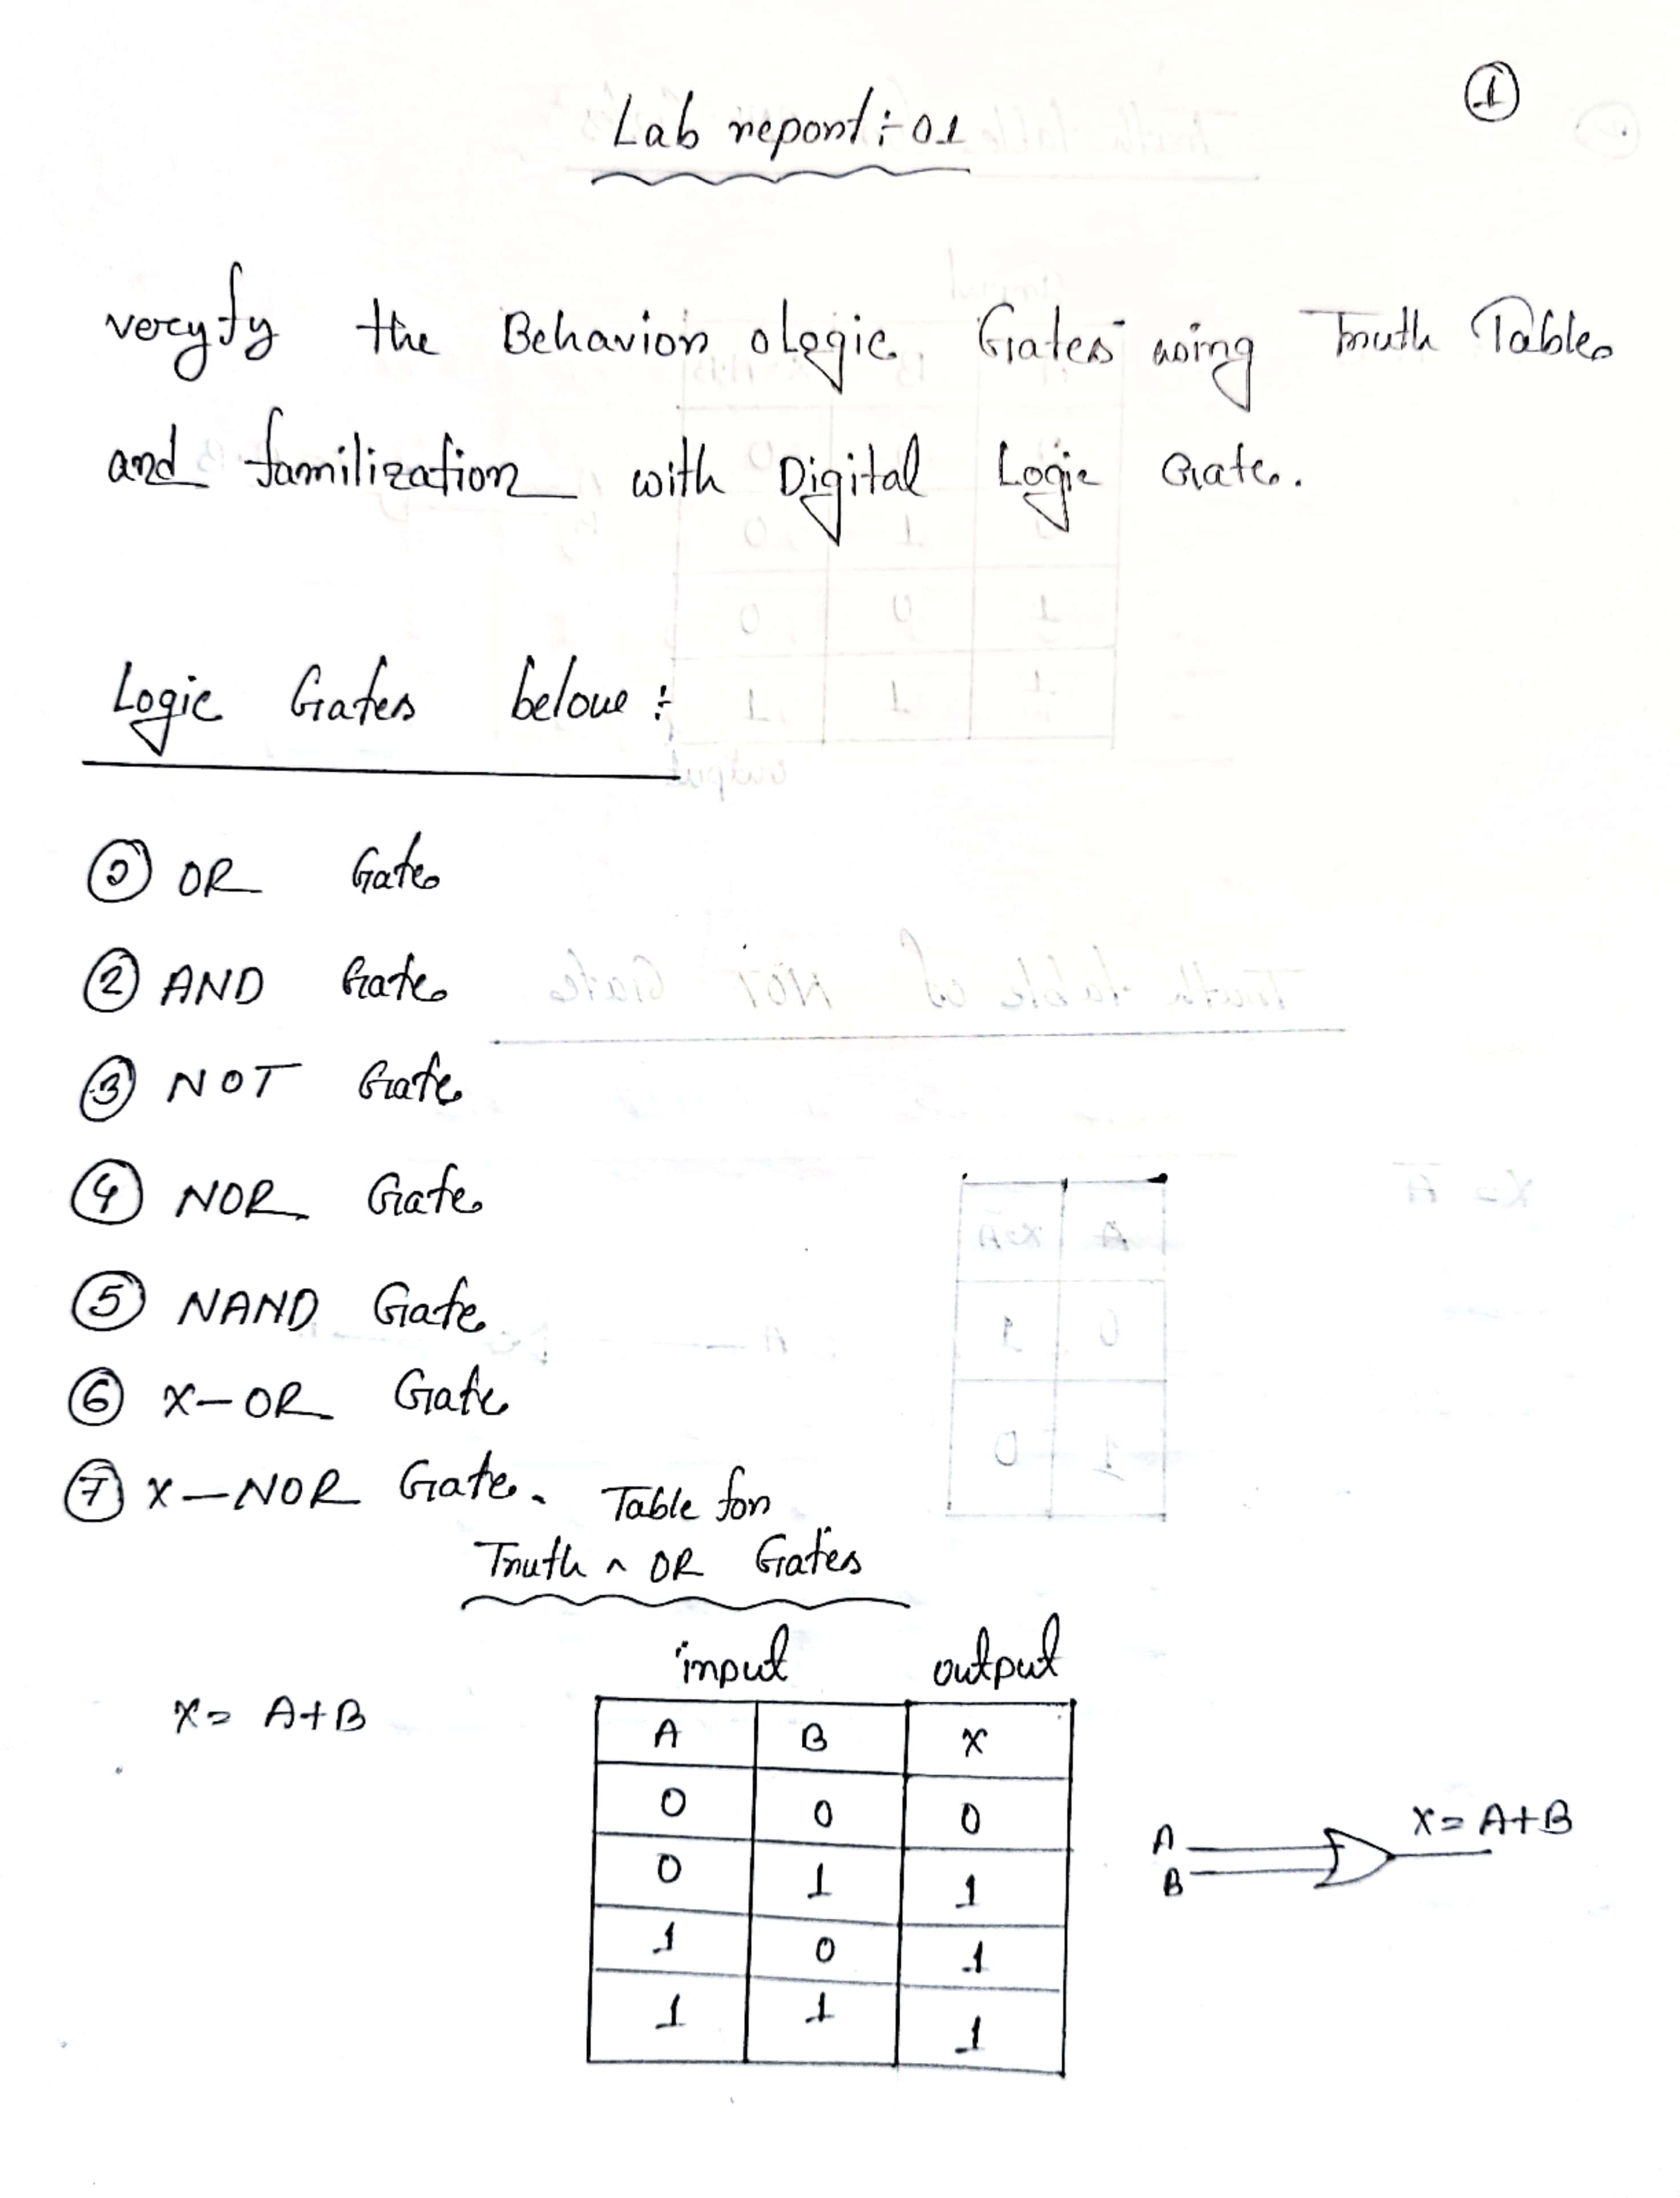 ①
Lab report :- 01
veryfy the Behavior ologic Gates using Truth Table
and familization with Digital Logic Gate.
Logic Gates beloue :-
① OR Gate
② AND Gate
③ NOT Gate
④ NOR Gate
⑤ NAND Gate
⑥ X-OR Gate
⑦ X-NOR Gate.
Table for
Truth ^ OR Gates
input output
X = A+B
A B X
0 0 0
0 1 1
1 0 1
1 1 1
X = A+B
A
B